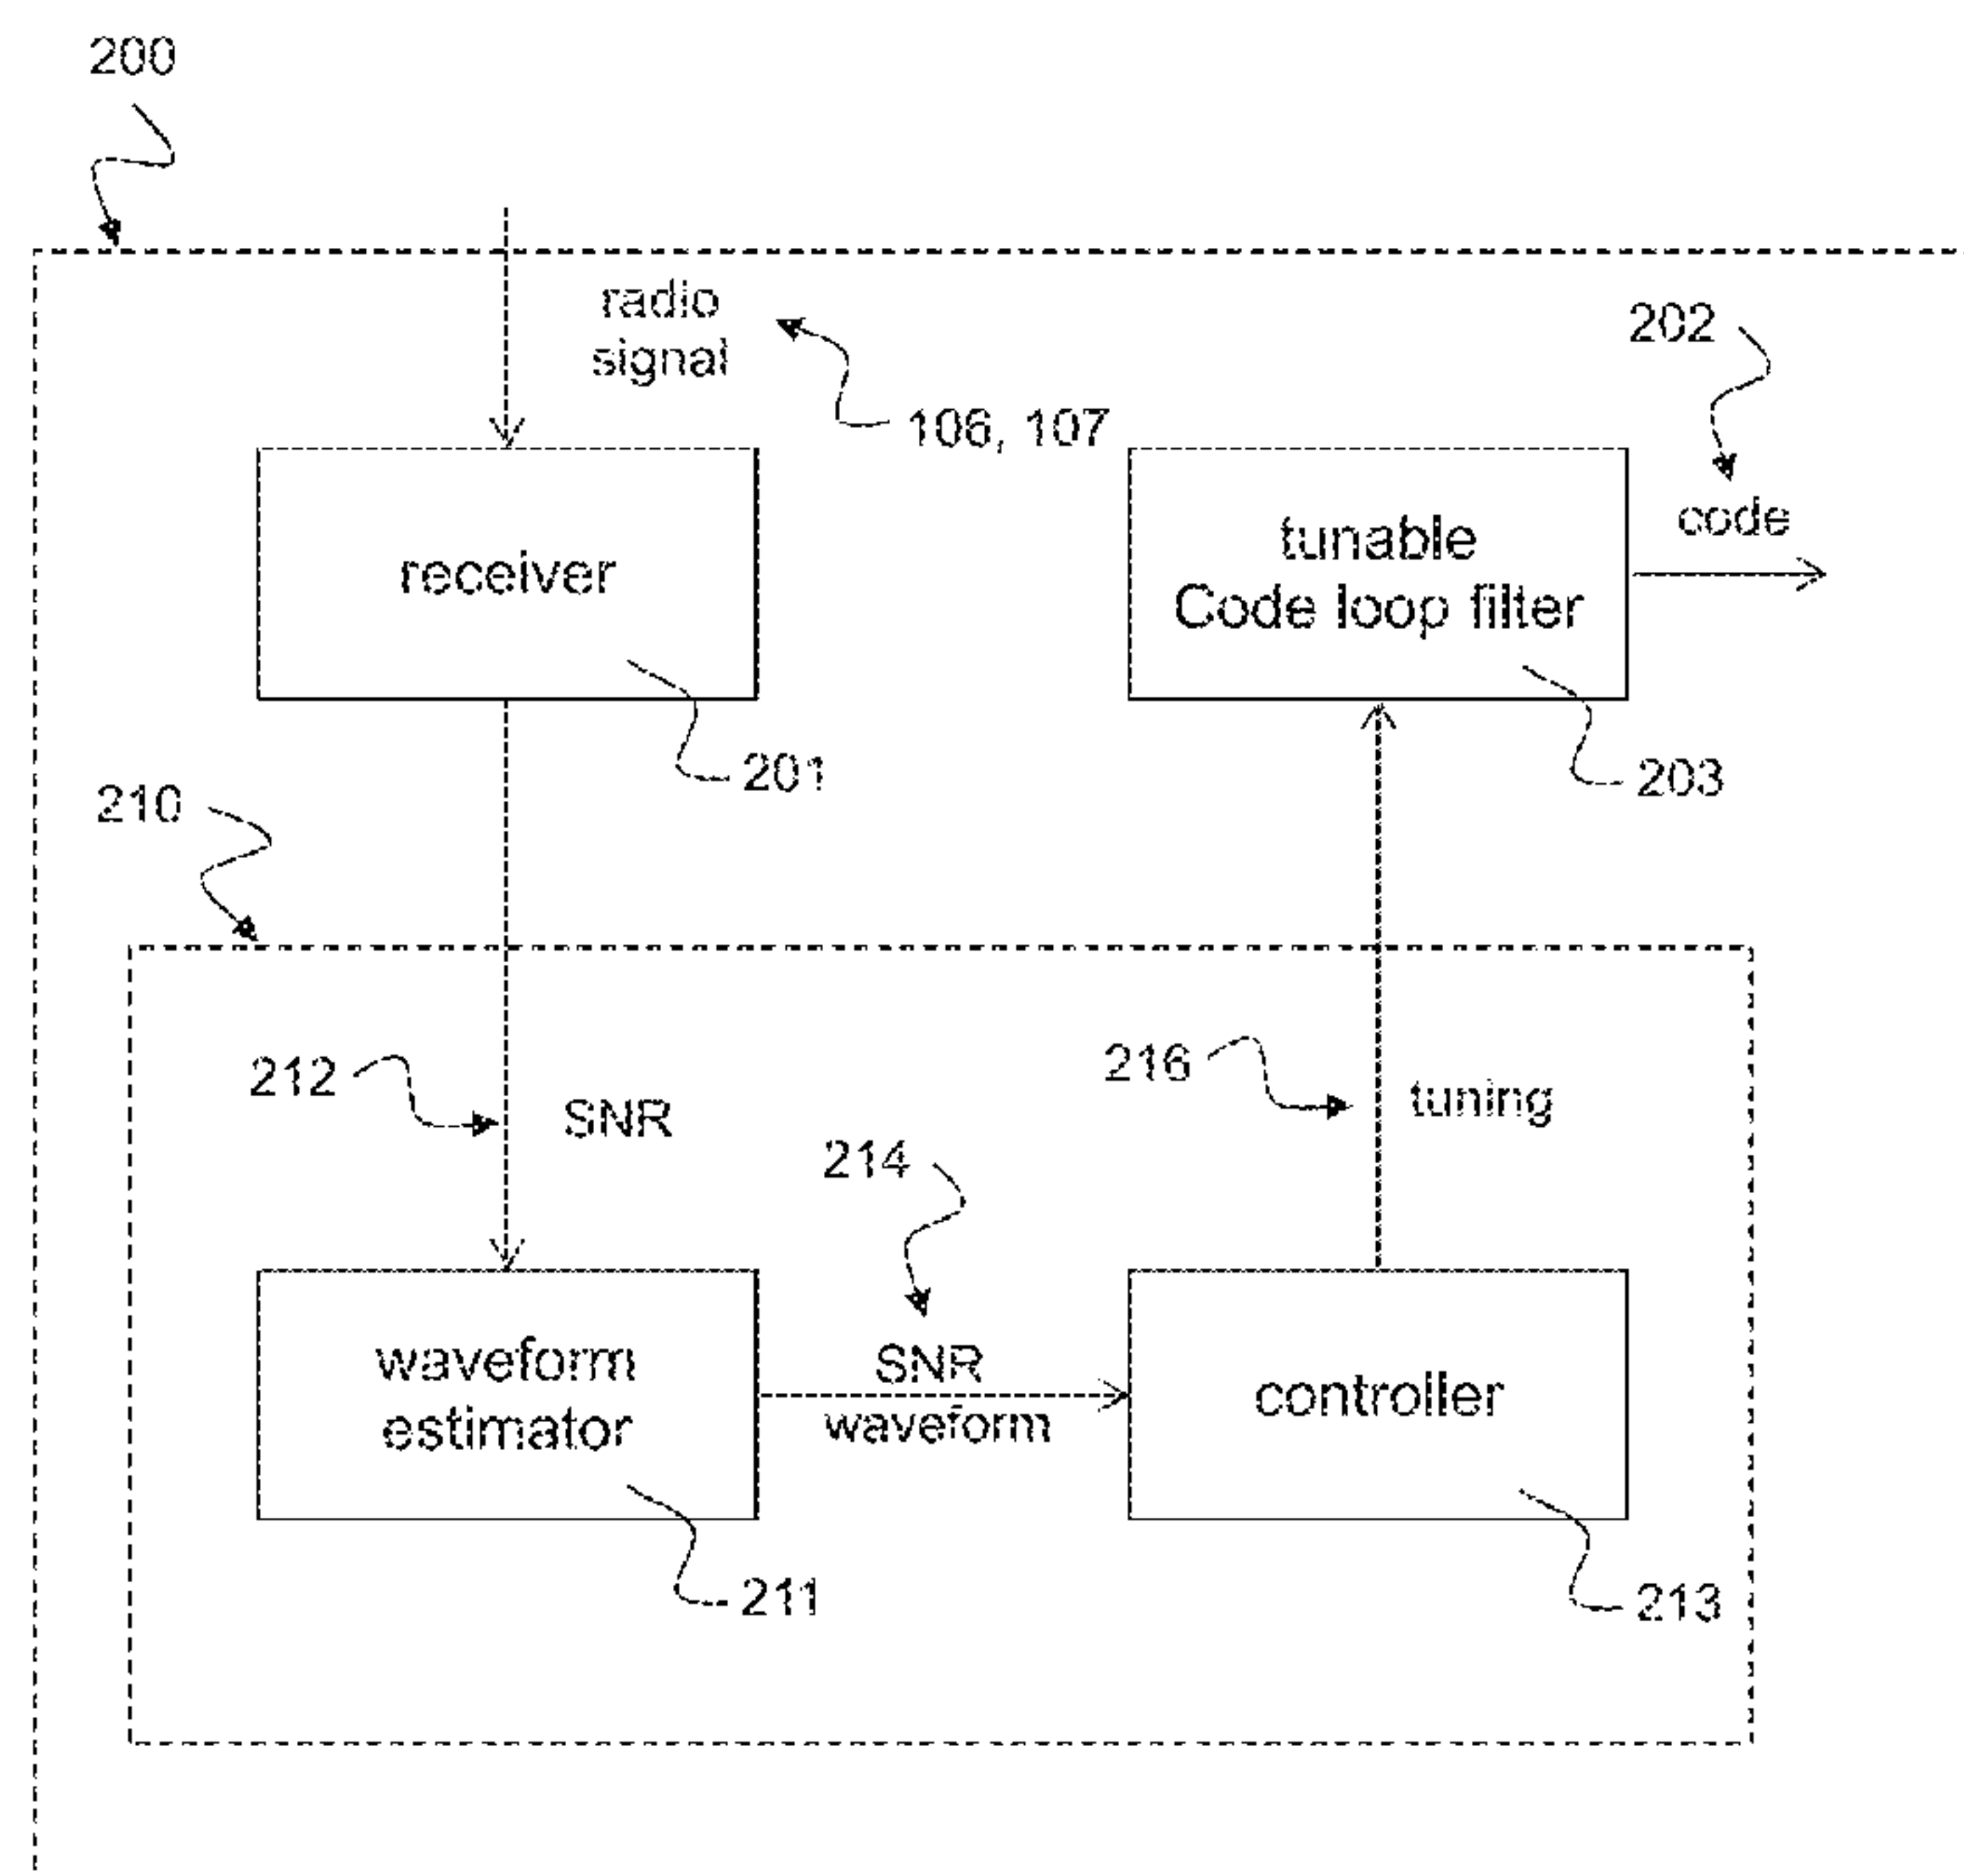 200
radio
signal
106, 107
202
code
receiver
tunable
Code loop filter
201
203
210
212
SNR
216
tuning
214
waveform
estimator
SNR
waveform
controller
211
213